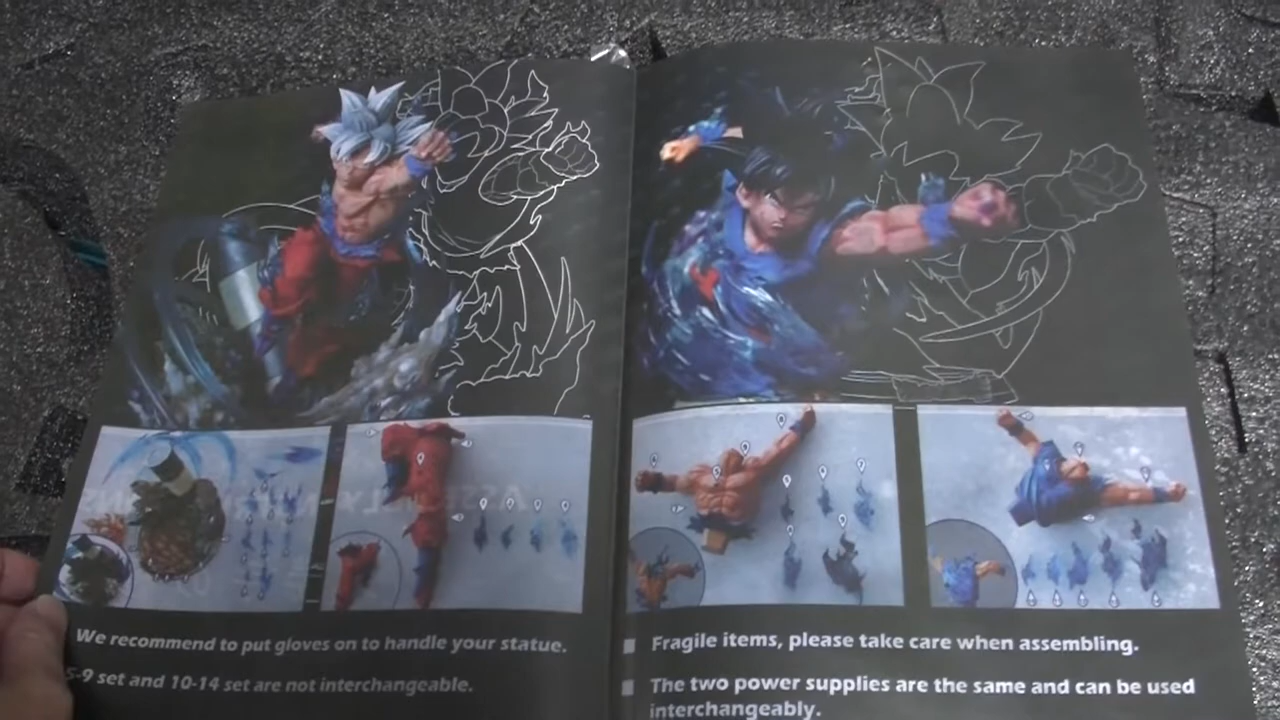 We recommend to put gloves on to handle your statue.
5-9 set and 10-14 set are not interchangeable.
Fragile items, please take care when assembling.
The two power supplies are the same and can be used
interchangeably.